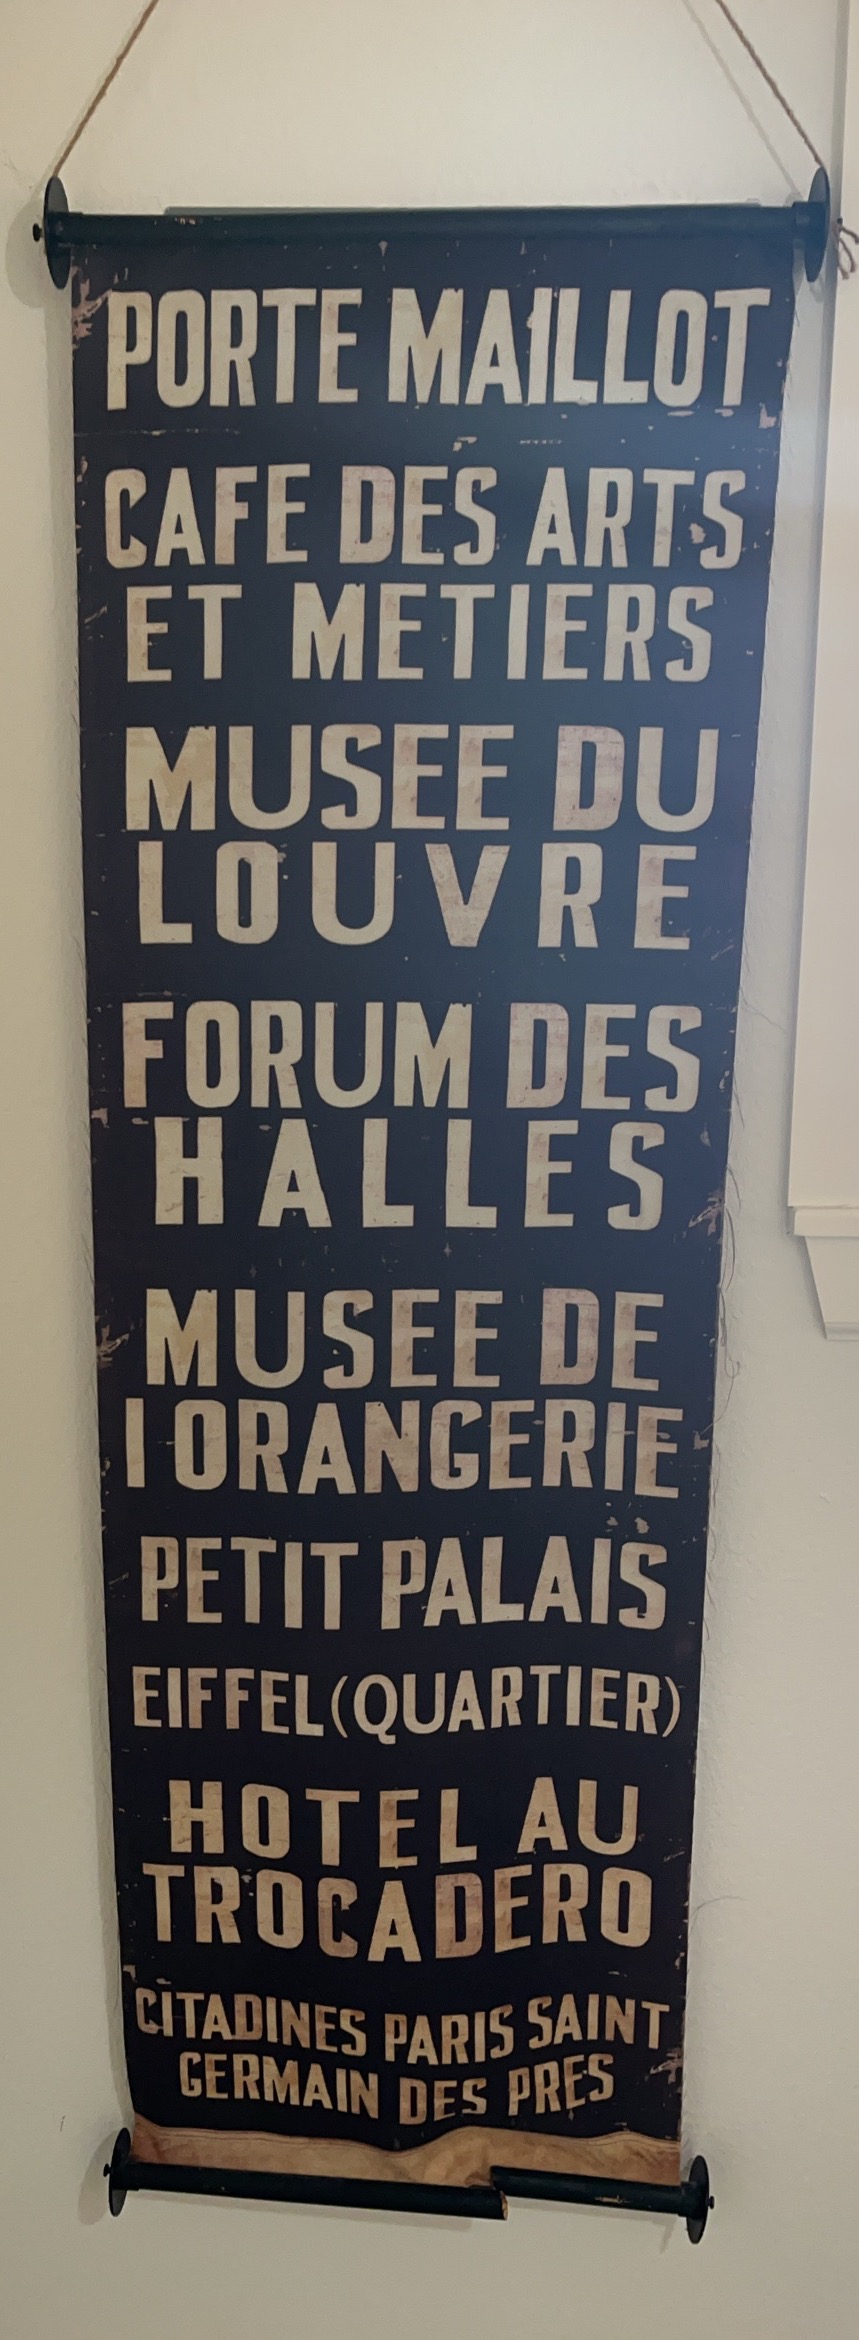 PORTE MAILLOT
CAFE DES ARTS
ET METIERS
MUSEE DU
LOUVRE
FORUM DES
HALLES
MUSEE DE
l ORANGERIE
PETIT PALAIS
EIFFEL (QUARTIER)
HOTEL AU
TROCADERO
CITADINES PARIS SAINT
GERMAIN DES PRES